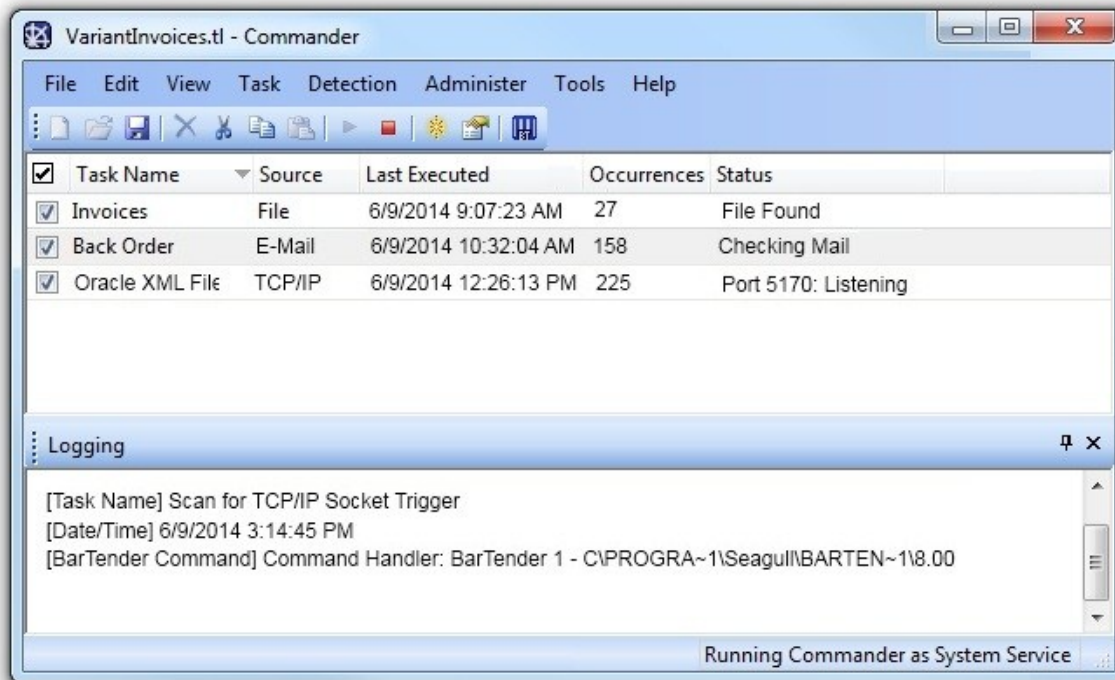 VariantInvoices.tl - Commander
File Edit View Task Detection Administer Tools Help
Task Name Source Last Executed Occurrences Status
Invoices File 6/9/2014 9:07:23 AM 27 File Found
Back Order E-Mail 6/9/2014 10:32:04 AM 158 Checking Mail
Oracle XML File TCP/IP 6/9/2014 12:26:13 PM 225 Port 5170: Listening
Logging
[Task Name] Scan for TCP/IP Socket Trigger
[Date/Time] 6/9/2014 3:14:45 PM
[BarTender Command] Command Handler: BarTender 1 - C\PROGRA~1\Seagull\BARTEN~1\8.00
Running Commander as System Service